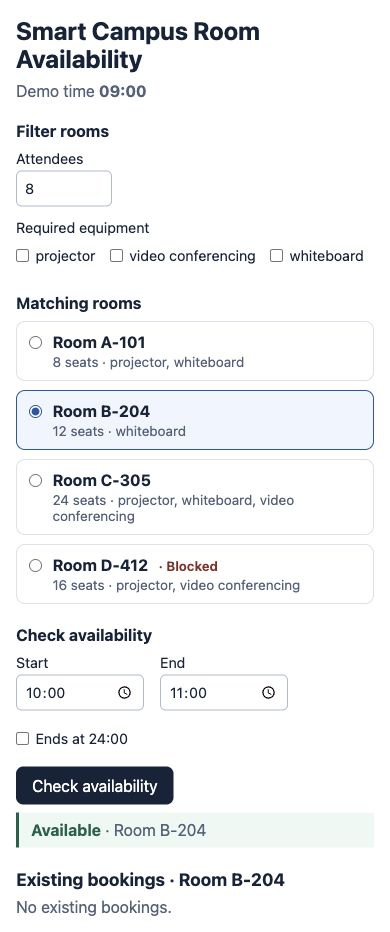 Smart Campus Room
Availability
Demo time 09:00
Filter rooms
Attendees
8
Required equipment
projector video conferencing whiteboard
Matching rooms
Room A-101
8 seats · projector, whiteboard
Room B-204
12 seats · whiteboard
Room C-305
24 seats · projector, whiteboard, video
conferencing
Room D-412 · Blocked
16 seats · projector, video conferencing
Check availability
Start End
10:00 11:00
Ends at 24:00
Check availability
Available · Room B-204
Existing bookings · Room B-204
No existing bookings.